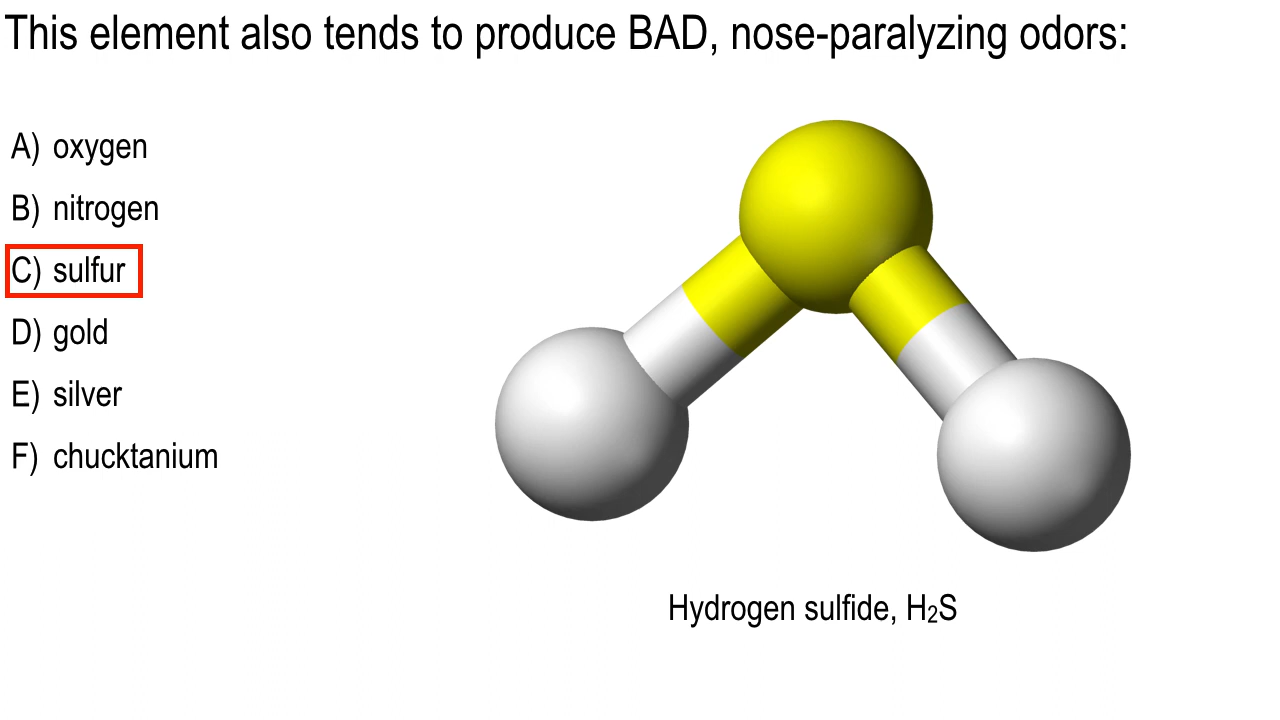 This element also tends to produce BAD, nose-paralyzing odors:
A) oxygen
B) nitrogen
C) sulfur
D) gold
E) silver
F) chucktanium
Hydrogen sulfide, H₂S